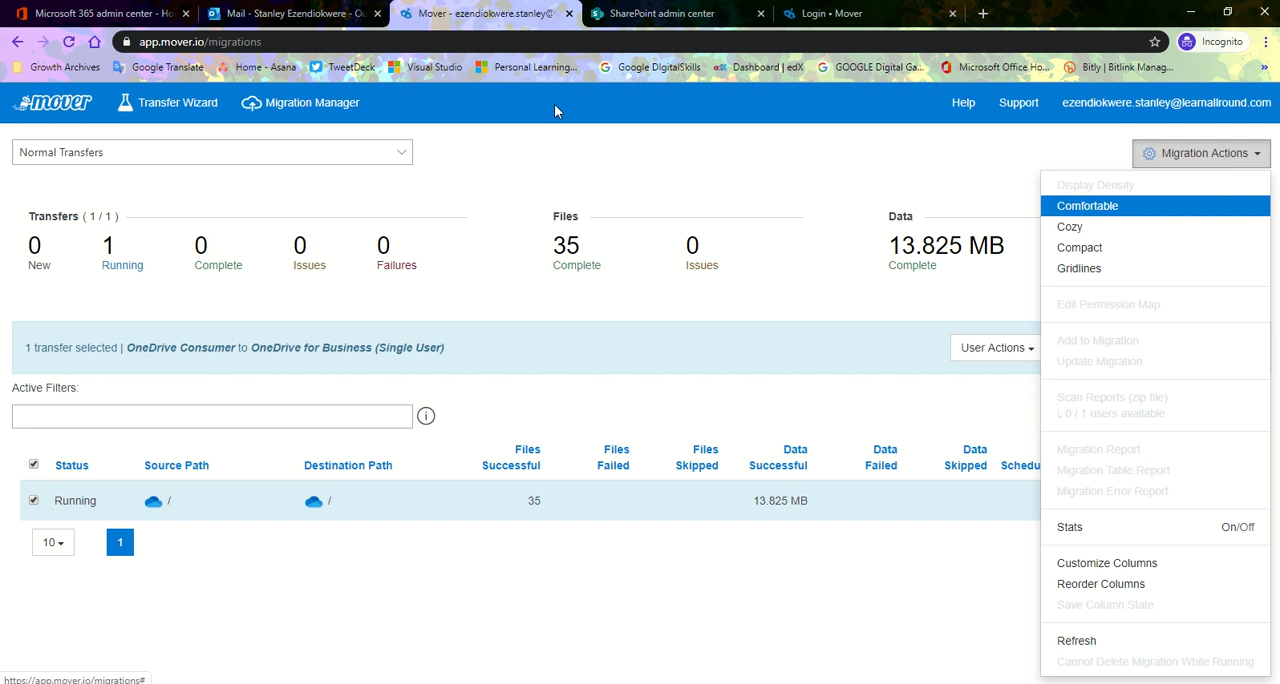 Microsoft 365 admin center - Ho
Mail - Stanley Ezendiokwere - Ou
Mover - ezendiokwere.stanley@
SharePoint admin center
Login • Mover
app.mover.io/migrations
Incognito
Growth Archives
Google Translate
Home - Asana
TweetDeck
Visual Studio
Personal Learning...
Google DigitalSkills
Dashboard | edX
GOOGLE Digital Ga...
Microsoft Office Ho...
Bitly | Bitlink Manag...
»
mover
Transfer Wizard
Migration Manager
Help
Support
ezendiokwere.stanley@learnallround.com
Normal Transfers
Migration Actions
Display Density
Comfortable
Cozy
Compact
Gridlines
Edit Permission Map
Add to Migration
Update Migration
Scan Reports (zip file)
0 / 1 users available
Migration Report
Migration Table Report
Migration Error Report
Stats On/Off
Customize Columns
Reorder Columns
Save Column State
Refresh
Cannot Delete Migration While Running
Transfers ( 1 / 1 )
Files
Data
0 1 0 0 0 35 0 13.825 MB
New Running Complete Issues Failures Complete Issues Complete
1 transfer selected | OneDrive Consumer to OneDrive for Business (Single User)
User Actions
Active Filters:
Status
Source Path
Destination Path
Files Successful
Files Failed
Files Skipped
Data Successful
Data Failed
Data Skipped
Schedu
Running / / 35 13.825 MB
10
1
https://app.mover.io/migrations#